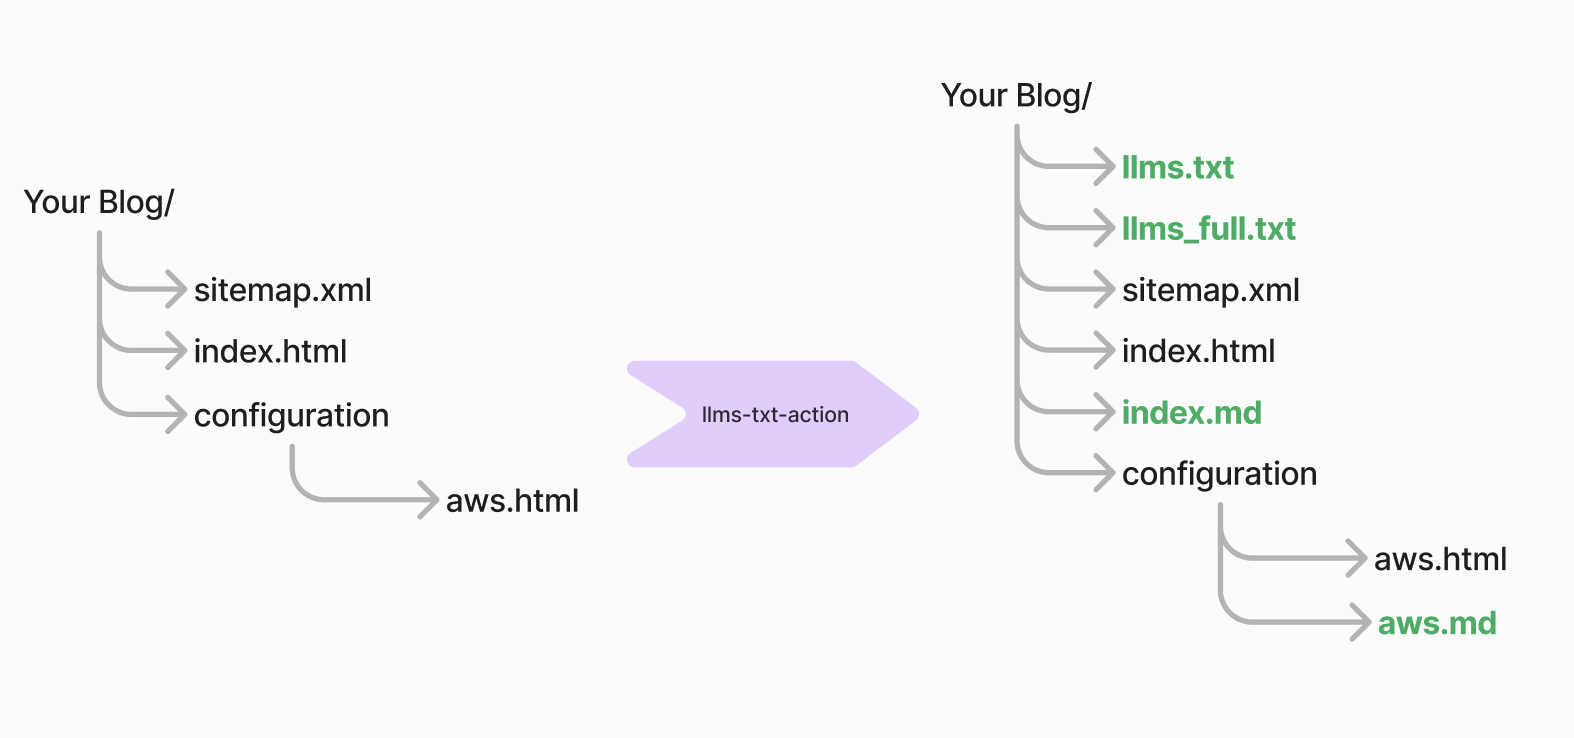 Your Blog/
sitemap.xml
index.html
configuration
aws.html
llms-txt-action
Your Blog/
llms.txt
llms_full.txt
sitemap.xml
index.html
index.md
configuration
aws.html
aws.md